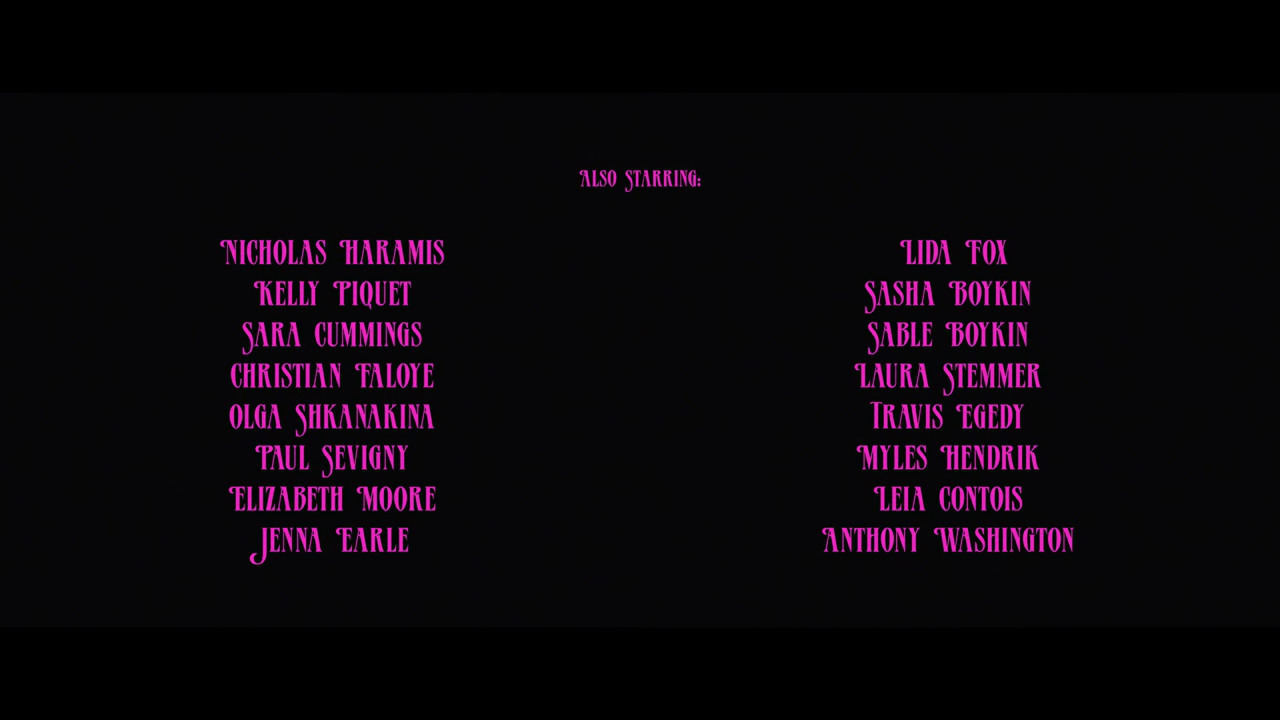 Also Starring:
Nicholas Haramis
Kelly Piquet
Sara Cummings
Christian Faloye
Olga Shkanakina
Paul Sevigny
Elizabeth Moore
Jenna Earle
Lida Fox
Sasha Boykin
Sable Boykin
Laura Stemmer
Travis Egedy
Myles Hendrik
Leia Contois
Anthony Washington